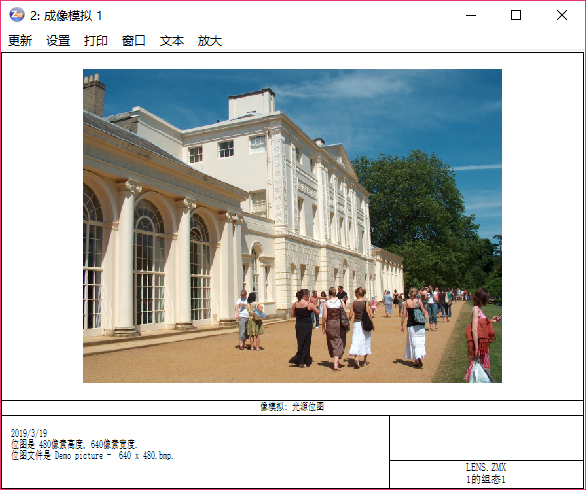 2: 成像模拟 1
更新 设置 打印 窗口 文本 放大
像模拟: 光源位图
2019/3/19
位图是 480像素高度, 640像素宽度.
位图文件是 Demo picture - 640 x 480.bmp.
LENS.ZMX
1的组态1